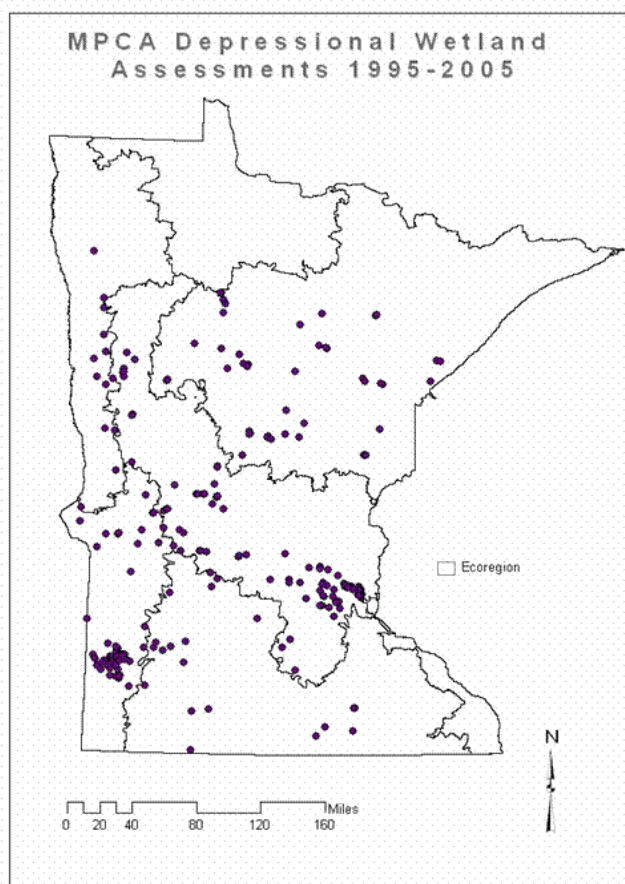 MPCA Depressional Wetland
Assessments 1995-2005
Ecoregion
N
Miles
0 20 40 80 120 160